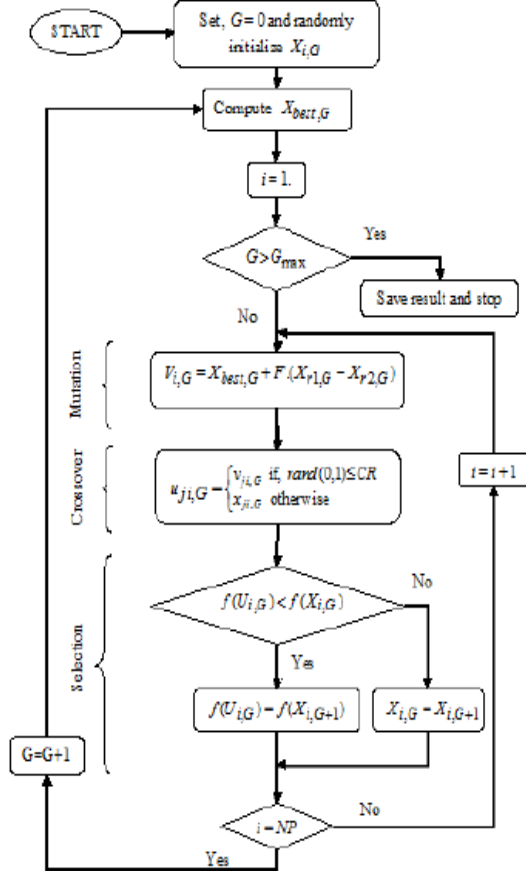 START
Set, G = 0 and randomly
initialize X_{i,G}
Compute X_{best,G}
i = 1.
G > G_{max}
Yes
Save result and stop
No
Mutation
V_{i,G} = X_{best,G} + F.(X_{r1,G} − X_{r2,G})
Crossover
u_{ji,G} = { v_{ji,G} if, rand(0,1) ≤ CR
x_{ji,G} otherwise
i = i + 1
Selection
f(U_{i,G}) < f(X_{i,G})
No
Yes
f(U_{i,G}) = f(X_{i,G+1})
X_{i,G} = X_{i,G+1}
G=G+1
i = NP
No
Yes